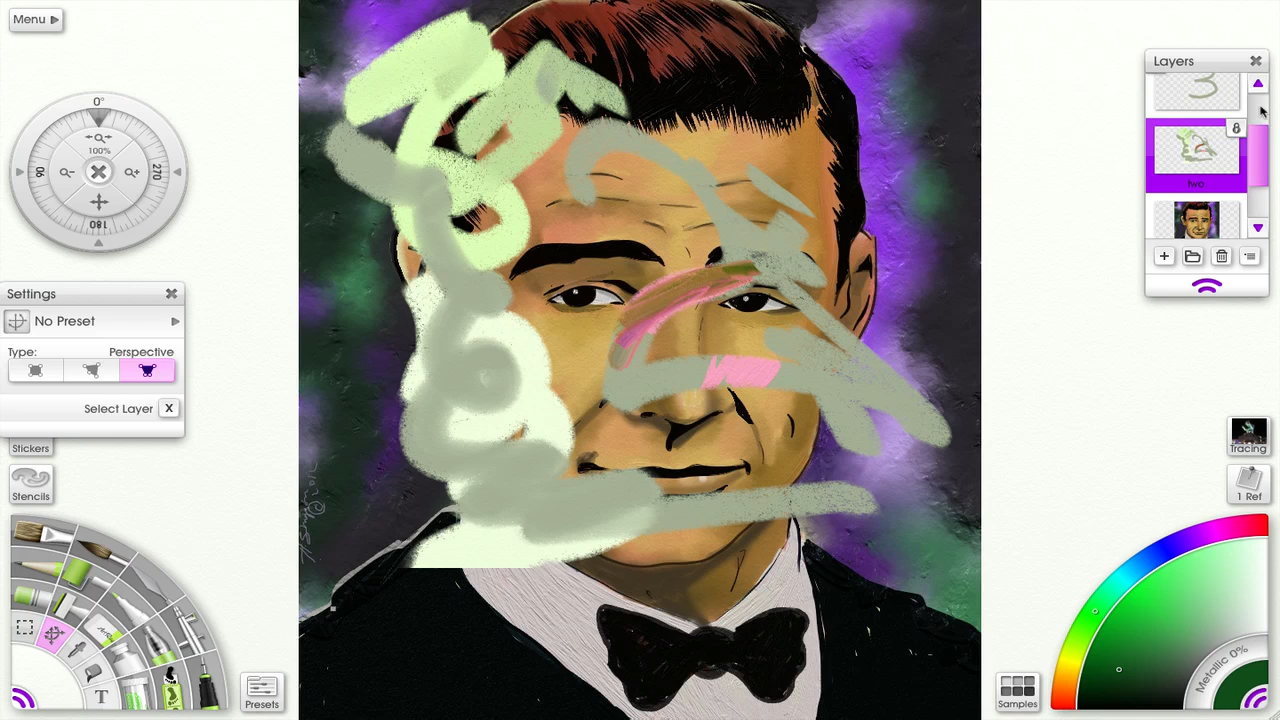 Menu
0°
100%
90
270
180
Settings
No Preset
Type:
Perspective
Select Layer
X
Stickers
Stencils
T
Presets
Layers
two
Tracing
1 Ref
Samples
Metallic 0%